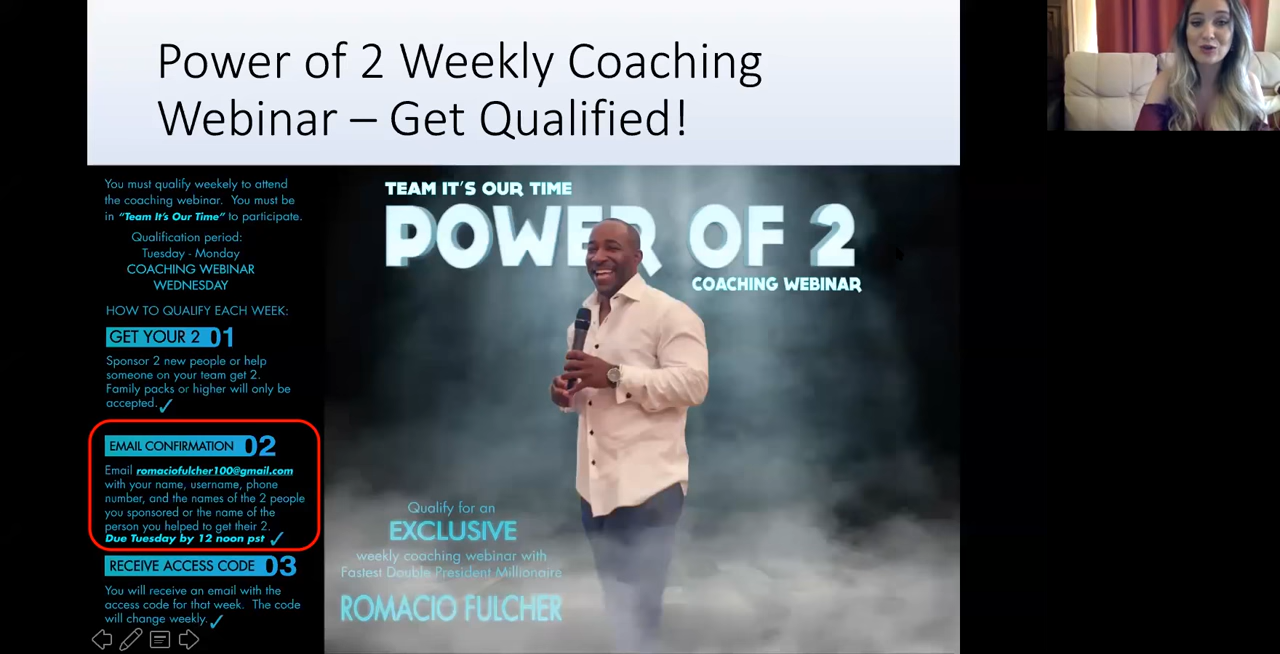 Power of 2 Weekly Coaching
Webinar – Get Qualified!
You must qualify weekely to attend
the coaching webinar. You must be
in “Team It’s Our Time” to participate.
Qualification period:
Tuesday - Monday
COACHING WEBINAR
WEDNESDAY
HOW TO QUALIFY EACH WEEK:
GET YOUR 2 01
Sponsor 2 new people or help
someone on your team get 2.
Family packs or higher will only be
accepted.
EMAIL CONFIRMATION 02
Email romaciofulcher100@gmail.com
with your name, username, phone
number, and the names of the 2 people
you sponsored or the name of the
person you helped to get their 2.
Due Tuesday by 12 noon pst
RECEIVE ACCESS CODE 03
You will receive an email with the
access code for that week. The code
will change weekly.
TEAM IT’S OUR TIME
POWER OF 2
COACHING WEBINAR
Qualify for an
EXCLUSIVE
weekly coaching webinar with
Fastest Double President Millionaire
ROMACIO FULCHER